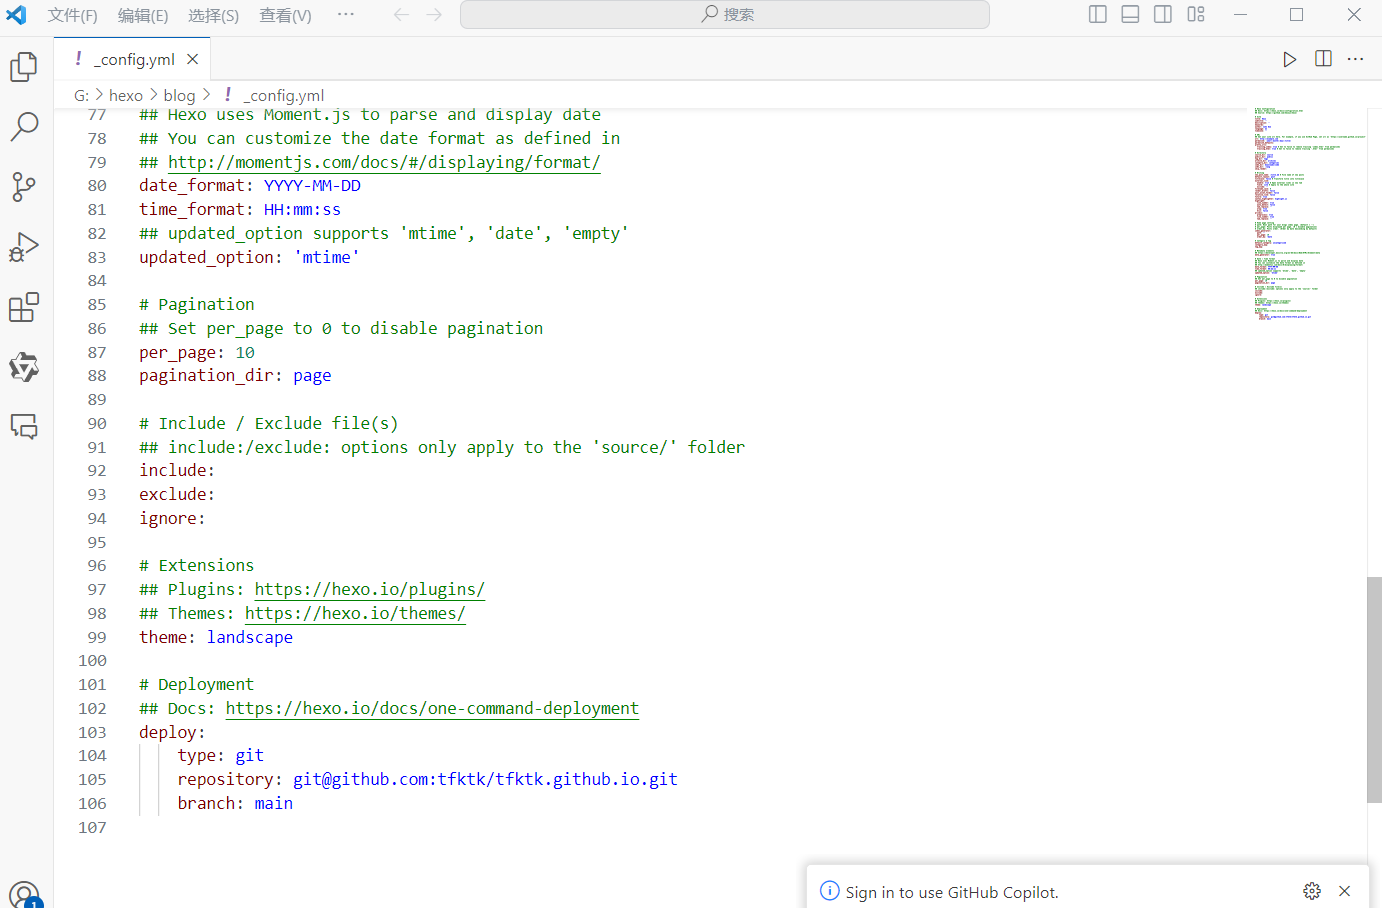 文件(F) 编辑(E) 选择(S) 查看(V) ··· 搜索
! _config.yml
G: > hexo > blog > ! _config.yml
77 ## Hexo uses Moment.js to parse and display date
78 ## You can customize the date format as defined in
79 ## http://momentjs.com/docs/#/displaying/format/
80 date_format: YYYY-MM-DD
81 time_format: HH:mm:ss
82 ## updated_option supports 'mtime', 'date', 'empty'
83 updated_option: 'mtime'
84
85 # Pagination
86 ## Set per_page to 0 to disable pagination
87 per_page: 10
88 pagination_dir: page
89
90 # Include / Exclude file(s)
91 ## include:/exclude: options only apply to the 'source/' folder
92 include:
93 exclude:
94 ignore:
95
96 # Extensions
97 ## Plugins: https://hexo.io/plugins/
98 ## Themes: https://hexo.io/themes/
99 theme: landscape
100
101 # Deployment
102 ## Docs: https://hexo.io/docs/one-command-deployment
103 deploy:
104 type: git
105 repository: git@github.com:tfktk/tfktk.github.io.git
106 branch: main
107
Sign in to use GitHub Copilot.
1